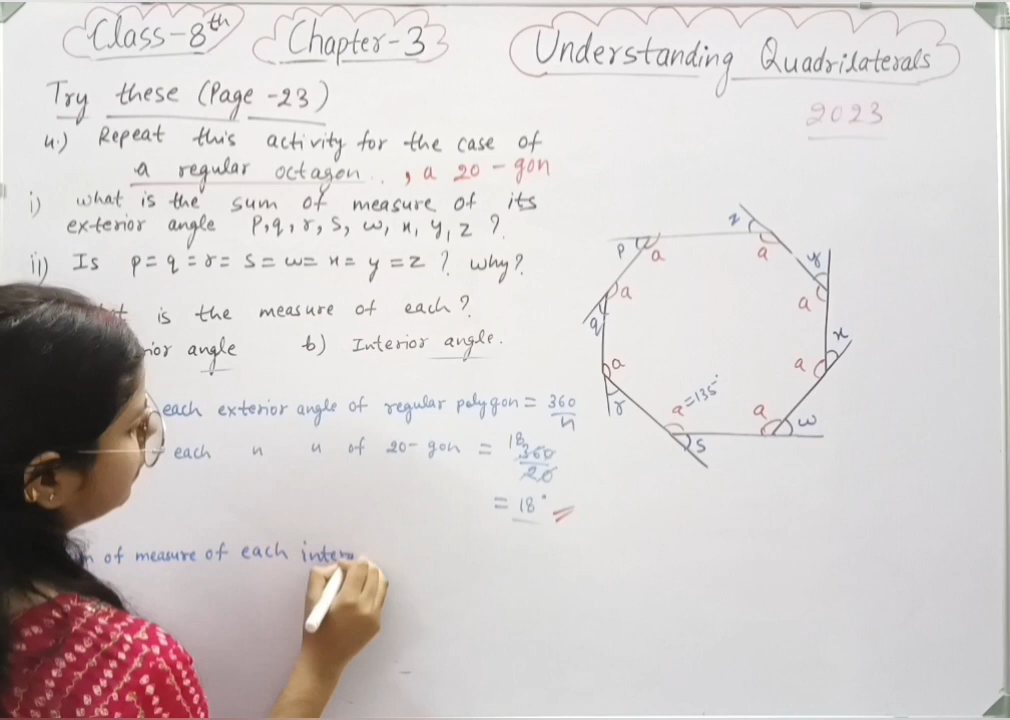 Class-8th Chapter-3 Understanding Quadrilaterals
2023
Try these (Page -23)
4.) Repeat this activity for the case of
a regular octagon. , a 20-gon
i) what is the sum of measure of its
exterior angle P, q, r, s, w, x, y, z ?
ii) Is p= q = r= s = w= x= y = z ? why?
is the measure of each?
angle b) Interior angle.
each exterior angle of regular polygon = 360
n
each " " of 20-gon = 18
360
20
= 18°
of measure of each inter
p a
z a
y a
x a
w a
s a=135°
r a
q a